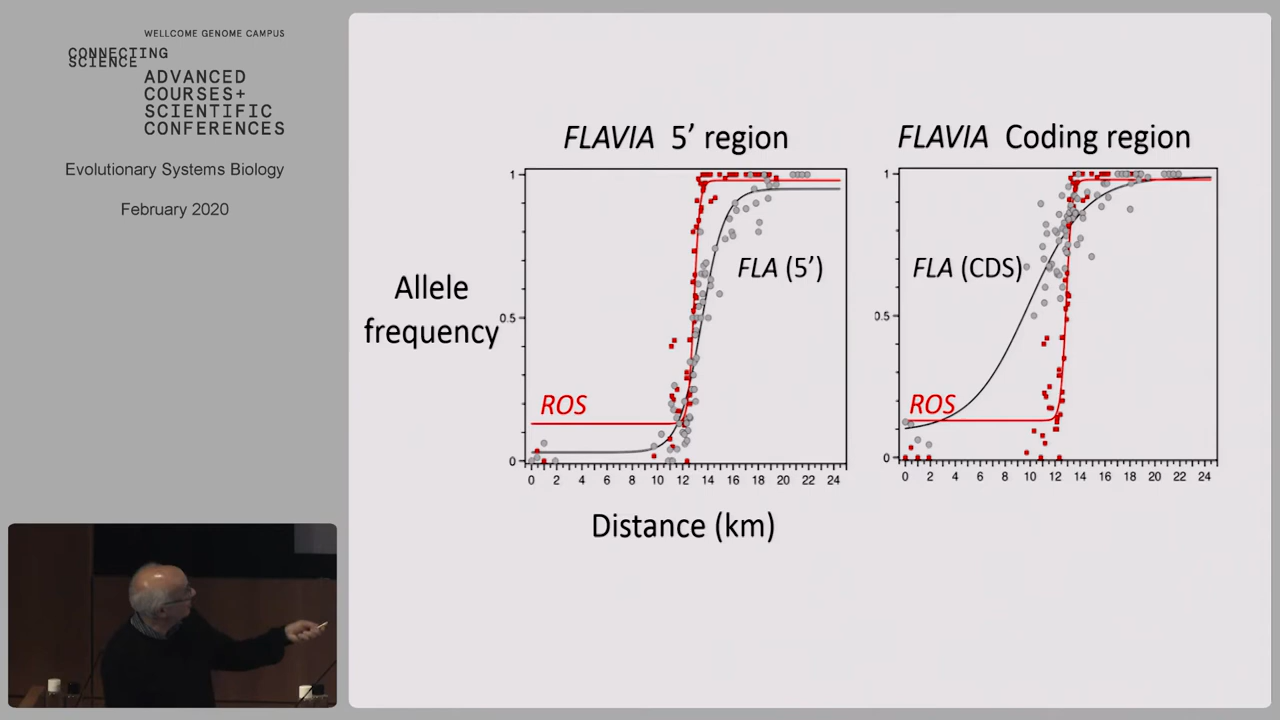 WELLCOME GENOME CAMPUS
CONNECTING
SCIENCE
ADVANCED
COURSES+
SCIENTIFIC
CONFERENCES
Evolutionary Systems Biology
February 2020
FLAVIA 5’ region
FLAVIA Coding region
Allele
frequency
1
0.5
0
FLA (5’)
ROS
0 2 4 6 8 10 12 14 16 18 20 22 24
1
0.5
0
FLA (CDS)
ROS
0 2 4 6 8 10 12 14 16 18 20 22 24
Distance (km)